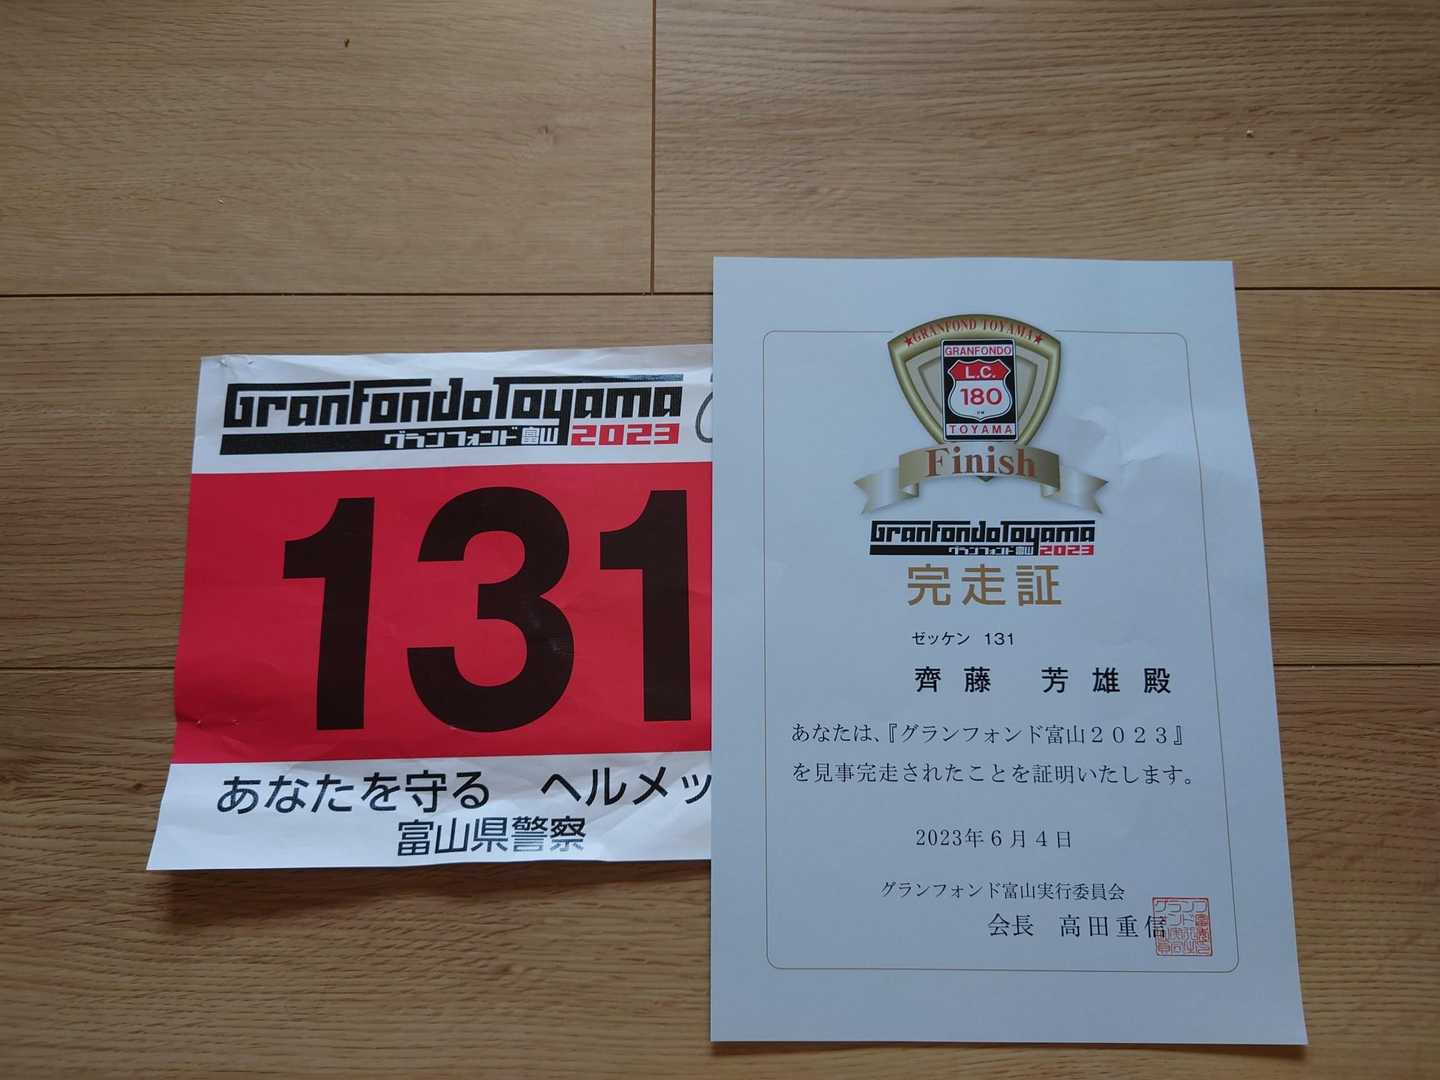 GranFondoToyama
グランフォンド富山 2023
131
あなたを守る ヘルメッ
富山県警察
★GRANFOND TOYAMA★
GRANFONDO
L.C.
180
TOYAMA
Finish
GranFondoToyama
グランフォンド富山 2023
完走証
ゼッケン 131
齊藤 芳雄 殿
あなたは、『グランフォンド富山２０２３』
を見事完走されたことを証明いたします。
2023年６月４日
グランフォンド富山実行委員会
会長 高田重信